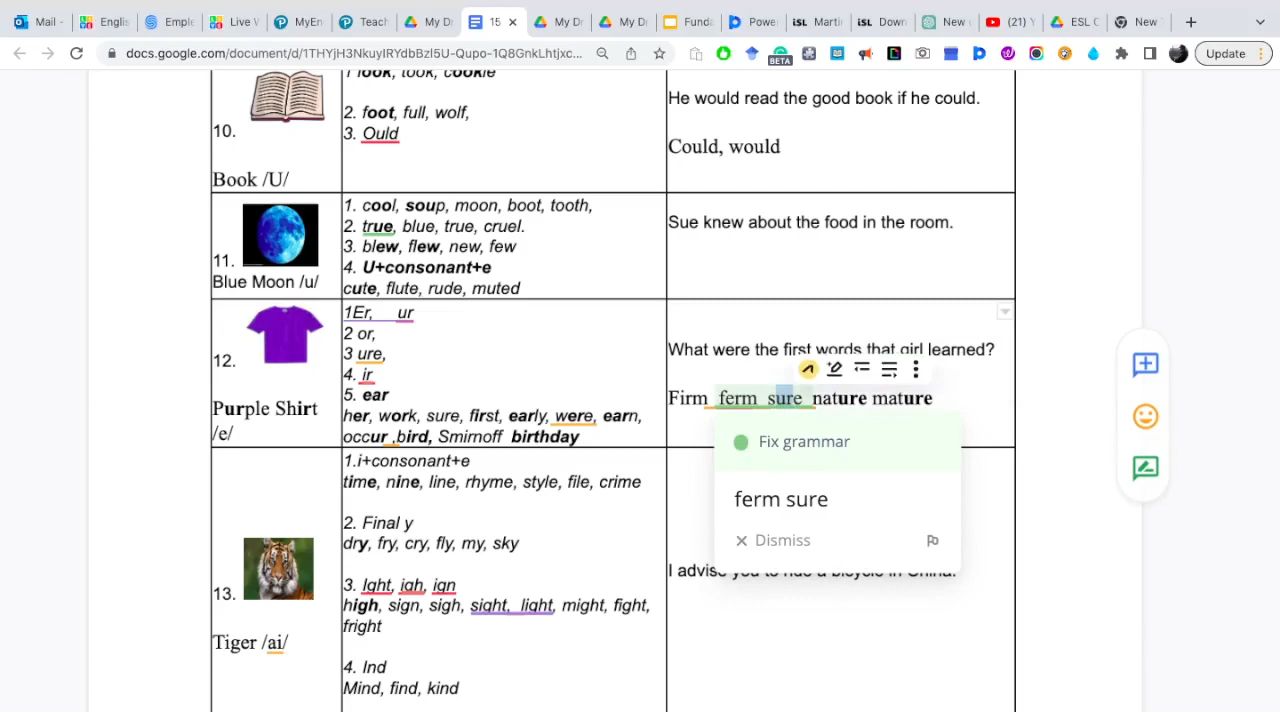 Mail –
Englis
Emple
Live V
MyEn
Teach
My Dr
15
My Dr
My Dr
Funda
Power
iSL Martin
iSL Down
New
(21) Y
ESL C
New
docs.google.com/document/d/1THYjH3NkuyIRYdbBzl5U-Qupo-1Q8GnkLhtjxc...
BETA
Update
1 look, took, cookie
10.
2. foot, full, wolf,
3. Ould
Book /U/
He would read the good book if he could.
Could, would
11.
Blue Moon /u/
1. cool, soup, moon, boot, tooth,
2. true, blue, true, cruel.
3. blew, flew, new, few
4. U+consonant+e
cute, flute, rude, muted
Sue knew about the food in the room.
12.
Purple Shirt
/e/
1Er, ur
2 or,
3 ure,
4. ir
5. ear
her, work, sure, first, early, were, earn,
occur ,bird, Smirnoff birthday
What were the first words that girl learned?
Firm ferm sure nature mature
Fix grammar
ferm sure
Dismiss
13.
Tiger /ai/
1.i+consonant+e
time, nine, line, rhyme, style, file, crime
2. Final y
dry, fry, cry, fly, my, sky
3. Ight, igh, ign
high, sign, sigh, sight, light, might, fight,
fright
4. Ind
Mind, find, kind
I advise you to ride a bicycle in China.